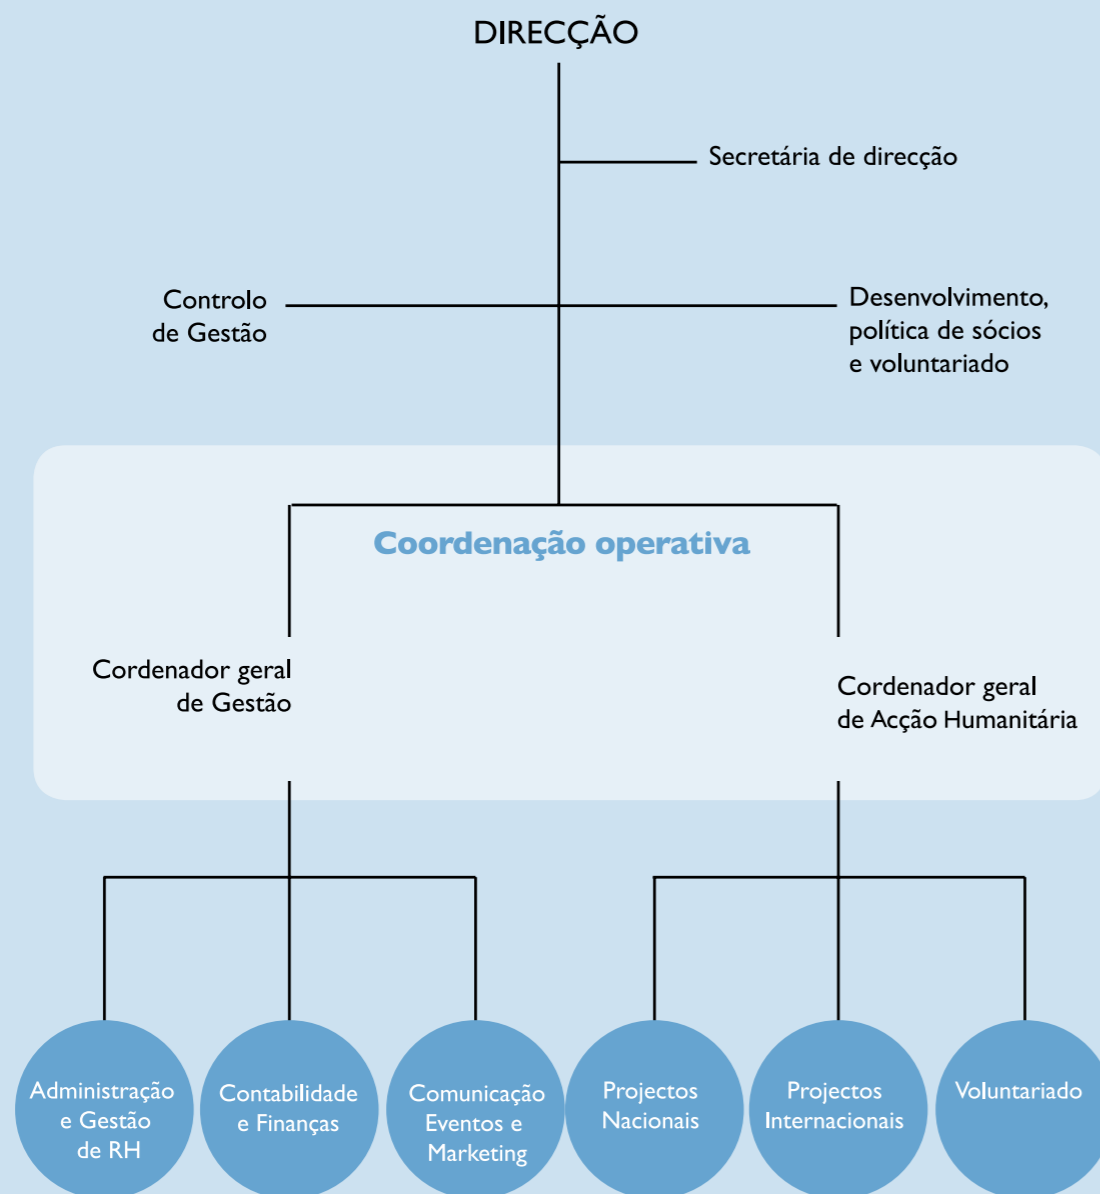 DIRECÇÃO
Secretária de direcção
Controlo
de Gestão
Desenvolvimento,
política de sócios
e voluntariado
Coordenação operativa
Cordenador geral
de Gestão
Cordenador geral
de Acção Humanitária
Administração
e Gestão
de RH
Contabilidade
e Finanças
Comunicação
Eventos e
Marketing
Projectos
Nacionais
Projectos
Internacionais
Voluntariado